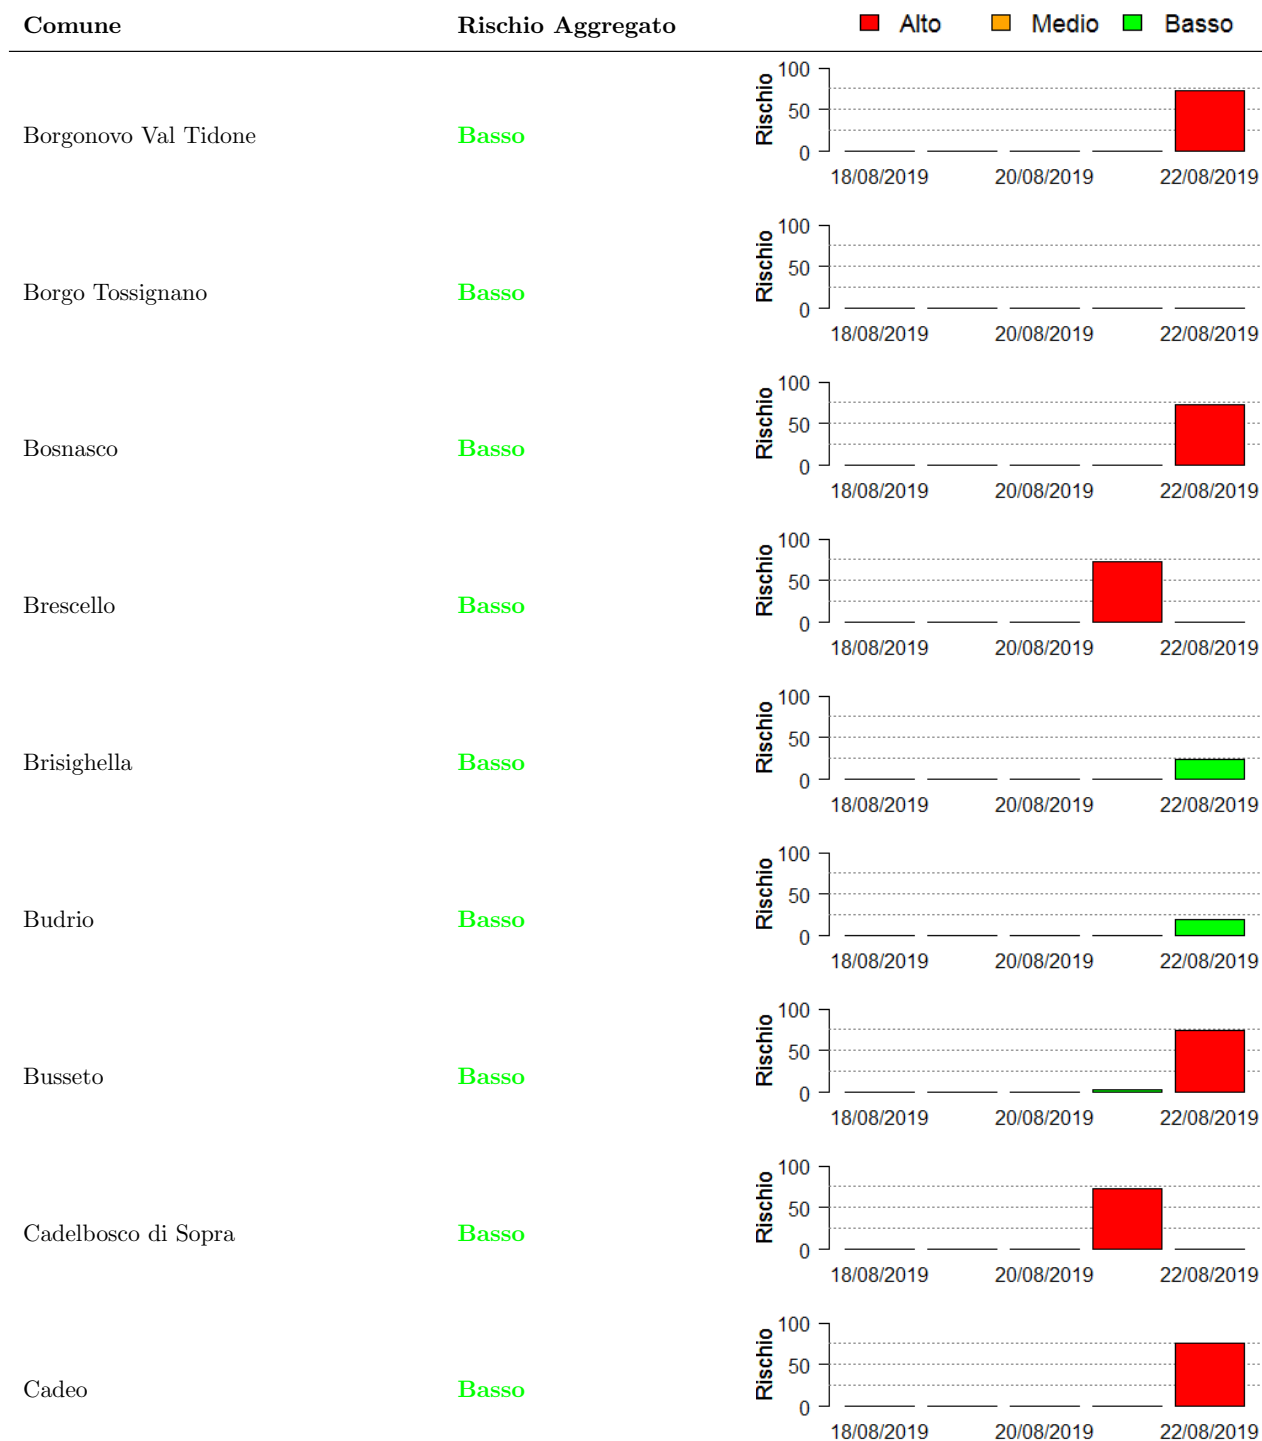 Comune Rischio Aggregato Alto Medio Basso
Borgonovo Val Tidone Basso
Rischio
100
50
0
18/08/2019 20/08/2019 22/08/2019
Borgo Tossignano Basso
Rischio
100
50
0
18/08/2019 20/08/2019 22/08/2019
Bosnasco Basso
Rischio
100
50
0
18/08/2019 20/08/2019 22/08/2019
Brescello Basso
Rischio
100
50
0
18/08/2019 20/08/2019 22/08/2019
Brisighella Basso
Rischio
100
50
0
18/08/2019 20/08/2019 22/08/2019
Budrio Basso
Rischio
100
50
0
18/08/2019 20/08/2019 22/08/2019
Busseto Basso
Rischio
100
50
0
18/08/2019 20/08/2019 22/08/2019
Cadelbosco di Sopra Basso
Rischio
100
50
0
18/08/2019 20/08/2019 22/08/2019
Cadeo Basso
Rischio
100
50
0
18/08/2019 20/08/2019 22/08/2019